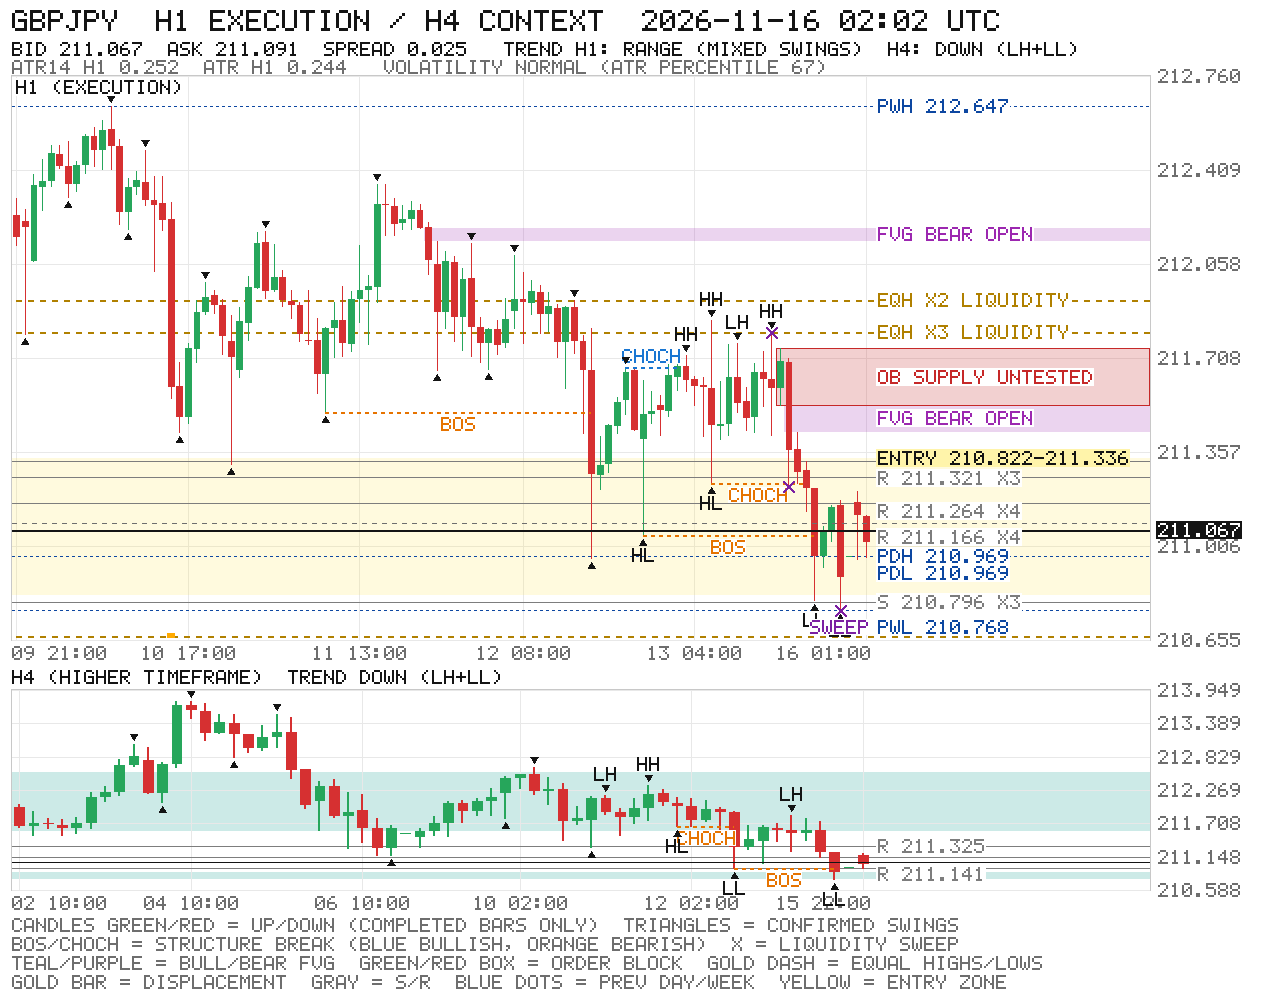 GBPJPY  H1 EXECUTION / H4 CONTEXT  2026-11-16 02:02 UTC
BID 211.067  ASK 211.091  SPREAD 0.025  TREND H1: RANGE (MIXED SWINGS)  H4: DOWN (LH+LL)
ATR14 H1 0.252  ATR H1 0.244  VOLATILITY NORMAL (ATR PERCENTILE 67)
212.760
H1 (EXECUTION)
PWH 212.647
212.409
FVG BEAR OPEN
212.058
HH
EQH X2 LIQUIDITY
HH
LH
HH
EQH X3 LIQUIDITY
CHOCH
211.708
OB SUPPLY UNTESTED
BOS
FVG BEAR OPEN
211.357
ENTRY 210.822-211.336
R 211.321 X3
CHOCH
HL
R 211.264 X4
211.067
R 211.166 X4
BOS
211.006
HL
PDH 210.969
PDL 210.969
S 210.796 X3
SWEEP
PWL 210.768
210.655
09 21:00  10 17:00  11 13:00  12 08:00  13 04:00  16 01:00
H4 (HIGHER TIMEFRAME)  TREND DOWN (LH+LL)
213.949
213.389
212.829
HH
LH
212.269
LH
211.708
CHOCH
HL
R 211.325
211.148
R 211.141
BOS
LL
LL
210.588
02 10:00  04 10:00  06 10:00  10 02:00  12 02:00  15 22:00
CANDLES GREEN/RED = UP/DOWN (COMPLETED BARS ONLY)  TRIANGLES = CONFIRMED SWINGS
BOS/CHOCH = STRUCTURE BREAK (BLUE BULLISH, ORANGE BEARISH)  X = LIQUIDITY SWEEP
TEAL/PURPLE = BULL/BEAR FVG  GREEN/RED BOX = ORDER BLOCK  GOLD DASH = EQUAL HIGHS/LOWS
GOLD BAR = DISPLACEMENT  GRAY = S/R  BLUE DOTS = PREV DAY/WEEK  YELLOW = ENTRY ZONE